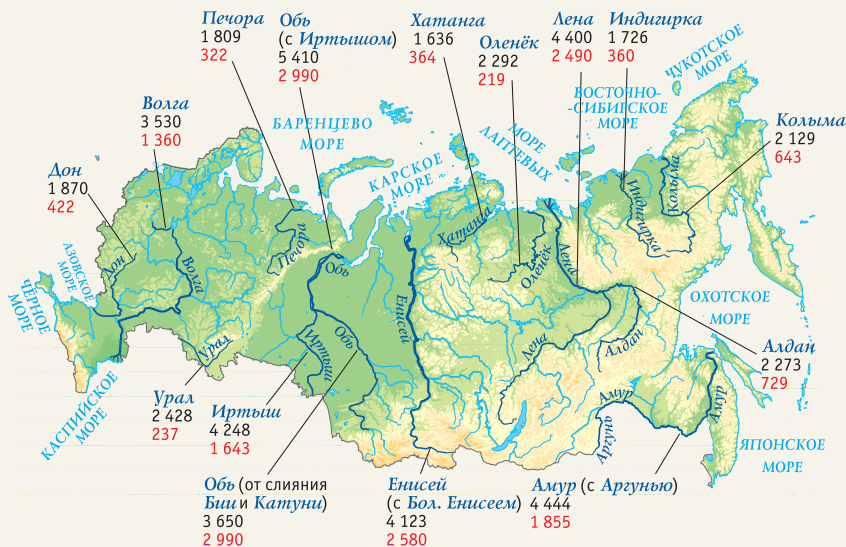 Печора
1 809
322
Обь
(с Иртышом)
5 410
2 990
Хатанга
1 636
364
Оленёк
2 292
219
Лена
4 400
2 490
Индигирка
1 726
360
ЧУКОТСКОЕ
МОРЕ
Волга
3 530
1 360
БАРЕНЦЕВО
МОРЕ
КАРСКОЕ
МОРЕ
МОРЕ
ЛАПТЕВЫХ
ВОСТОЧНО-
-СИБИРСКОЕ
МОРЕ
Колыма
2 129
643
Дон
1 870
422
Печора
Хатанга
Оленёк
Лена
Индигирка
Колыма
АЗОВСКОЕ
МОРЕ
Дон
Волга
Обь
Енисей
ЧЁРНОЕ
МОРЕ
ОХОТСКОЕ
МОРЕ
Урал
Иртыш
Обь
Лена
Алдан
Алдан
2 273
729
КАСПИЙСКОЕ
МОРЕ
Амур
Аргунь
Амур
ЯПОНСКОЕ
МОРЕ
Урал
2 428
237
Иртыш
4 248
1 643
Обь (от слияния
Бии и Катуни)
3 650
2 990
Енисей
(с Бол. Енисеем)
4 123
2 580
Амур (с Аргунью)
4 444
1 855